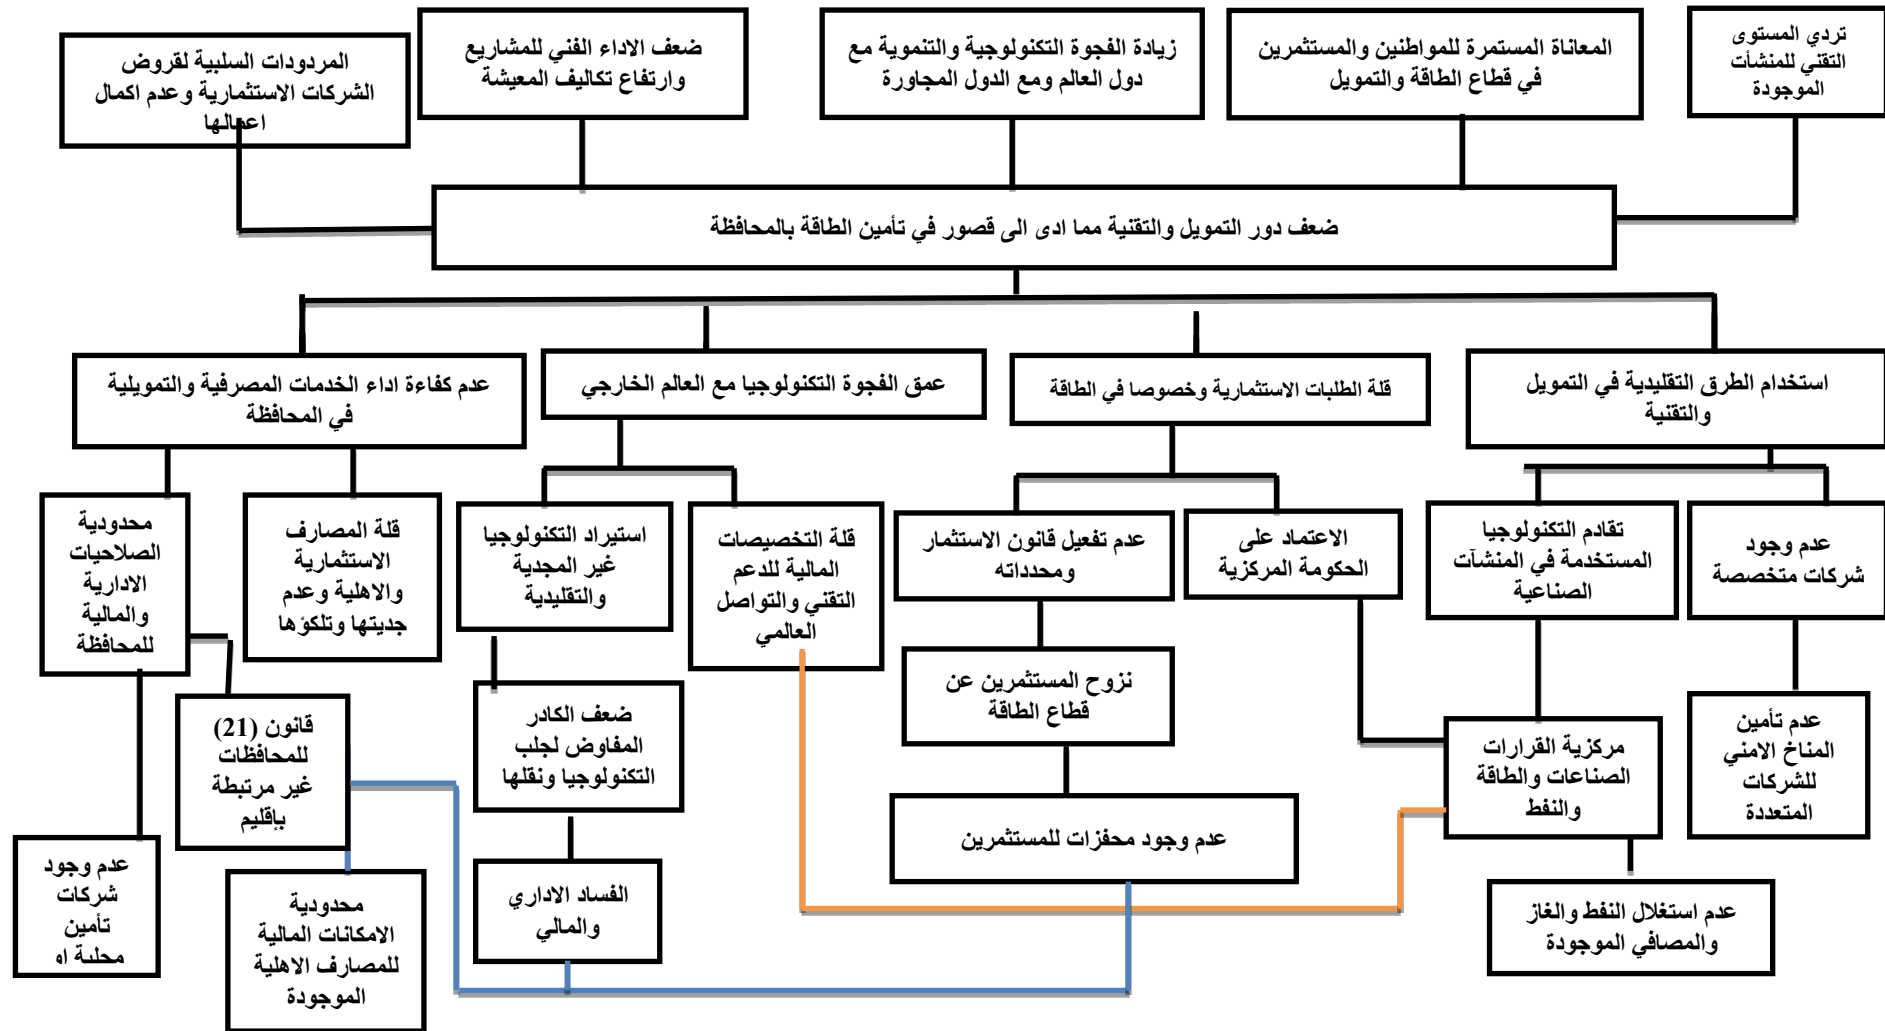 تردي المستوى
التقني للمنشأت
الموجودة
المعاناة المستمرة للمواطنين والمستثمرين
في قطاع الطاقة والتمويل
زيادة الفجوة التكنولوجية والتنموية مع
دول العالم ومع الدول المجاورة
ضعف الاداء الفني للمشاريع
وارتفاع تكاليف المعيشة
المردودات السلبية لقروض
الشركات الاستثمارية وعدم اكمال
اعمالها
ضعف دور التمويل والتقنية مما ادى الى قصور في تأمين الطاقة بالمحافظة
استخدام الطرق التقليدية في التمويل
والتقنية
قلة الطلبات الاستثمارية وخصوصا في الطاقة
عمق الفجوة التكنولوجيا مع العالم الخارجي
عدم كفاءة اداء الخدمات المصرفية والتمويلية
في المحافظة
عدم وجود
شركات متخصصة
تقادم التكنولوجيا
المستخدمة في المنشآت
الصناعية
الاعتماد على
الحكومة المركزية
عدم تفعيل قانون الاستثمار
ومحدداته
قلة التخصيصات
المالية للدعم
التقني والتواصل
العالمي
استيراد التكنولوجيا
غير المجدية
والتقليدية
قلة المصارف
الاستثمارية
والاهلية وعدم
جديتها وتلكؤها
محدودية
الصلاحيات
الادارية
والمالية
للمحافظة
عدم تأمين
المناخ الامني
للشركات
المتعددة
مركزية القرارات
الصناعات والطاقة
والنفط
نزوح المستثمرين عن
قطاع الطاقة
ضعف الكادر
المفاوض لجلب
التكنولوجيا ونقلها
قانون (21)
للمحافظات
غير مرتبطة
بإقليم
عدم وجود محفزات للمستثمرين
عدم استغلال النفط والغاز
والمصافي الموجودة
الفساد الاداري
والمالي
محدودية
الامكانات المالية
للمصارف الاهلية
الموجودة
عدم وجود
شركات
تأمين
محلية او